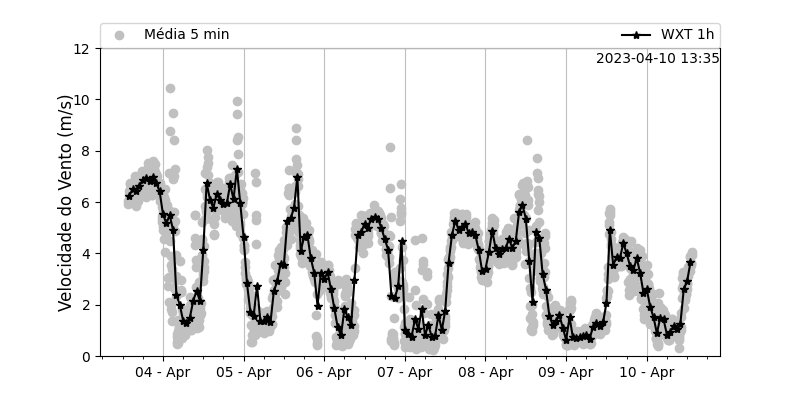 Média 5 min
WXT 1h
2023-04-10 13:35
Velocidade do Vento (m/s)
12
10
8
6
4
2
0
04 - Apr
05 - Apr
06 - Apr
07 - Apr
08 - Apr
09 - Apr
10 - Apr